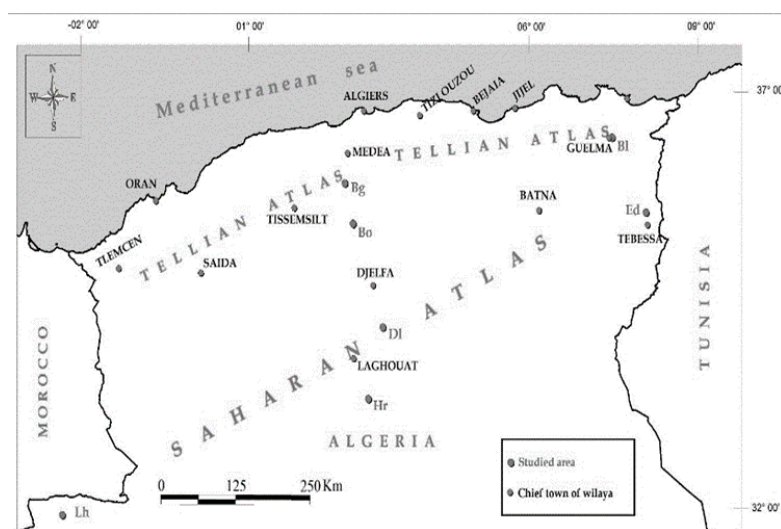 -02° 00'
01° 00'
06° 00'
09° 00'
N
W E
S
Mediterranean sea
ALGIERS
TIZI OUZOU
BEJAIA
JIJEL
37° 00'
MEDEA
TELLIAN ATLAS
GUELMA
Bl
ORAN
Bg
TISSEMSILT
BATNA
Ed
Bo
TEBESSA
TELLIAN ATLAS
TLEMCEN
SAIDA
DJELFA
TUNISIA
Dl
MOROCCO
LAGHOUAT
SAHARAN ATLAS
Hr
ALGERIA
Studied area
0 125 250 Km
Chief town of wilaya
Lh
32° 00'